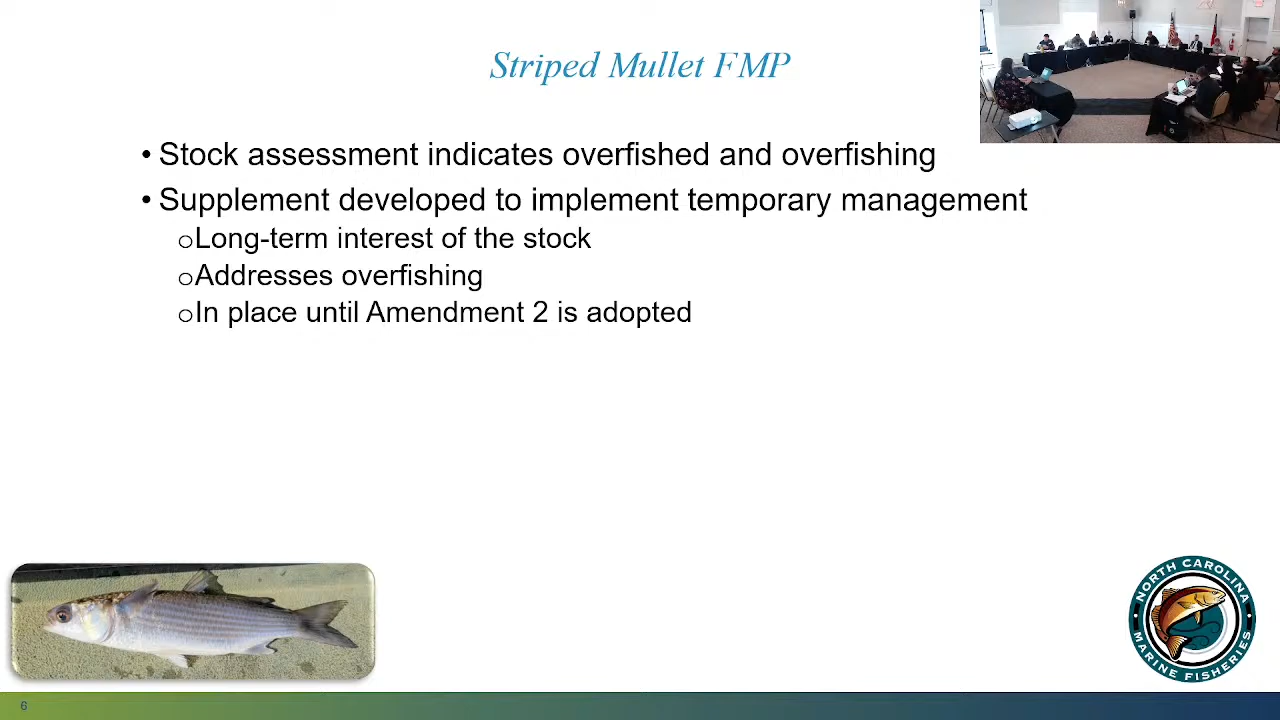 Striped Mullet FMP
• Stock assessment indicates overfished and overfishing
• Supplement developed to implement temporary management
oLong-term interest of the stock
oAddresses overfishing
oIn place until Amendment 2 is adopted
NORTH CAROLINA
MARINE FISHERIES
6